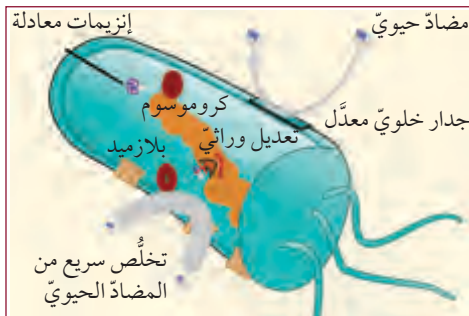 مضادّ حيويّ
إنزيمات معادلة
كروموسوم
جدار خلويّ معدَّل
تعديل وراثيّ
بلازميد
تخلُّص سريع من
المضادّ الحيويّ